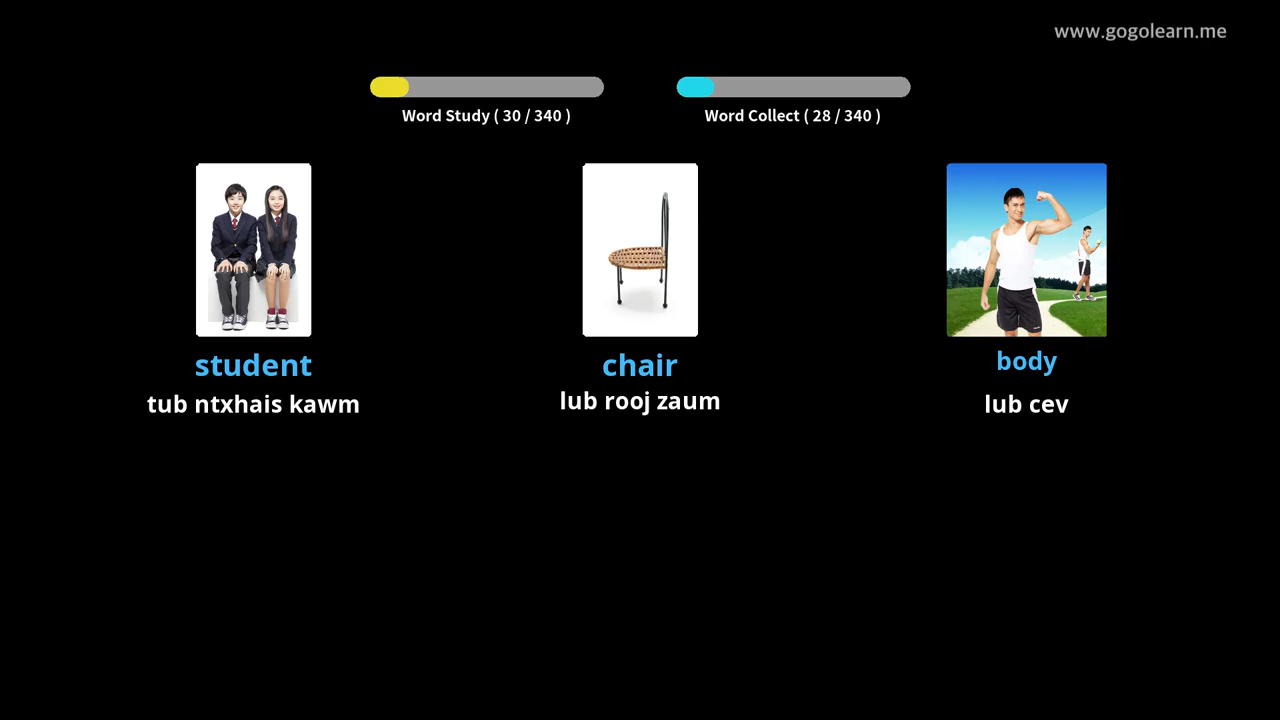 www.gogolearn.me
Word Study ( 30 / 340 )
Word Collect ( 28 / 340 )
student
chair
body
tub ntxhais kawm
lub rooj zaum
lub cev